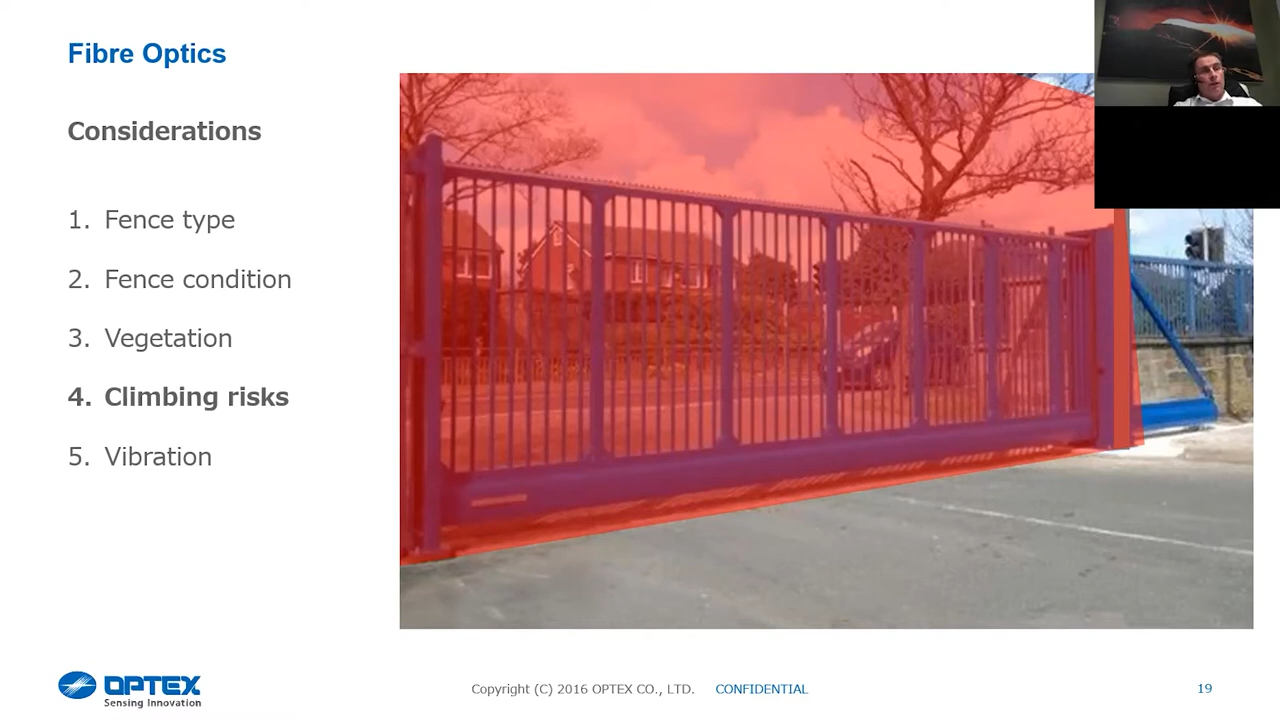 Fibre Optics
Considerations
1. Fence type
2. Fence condition
3. Vegetation
4. Climbing risks
5. Vibration
OPTEX
Sensing Innovation
Copyright (C) 2016 OPTEX CO., LTD. CONFIDENTIAL
19